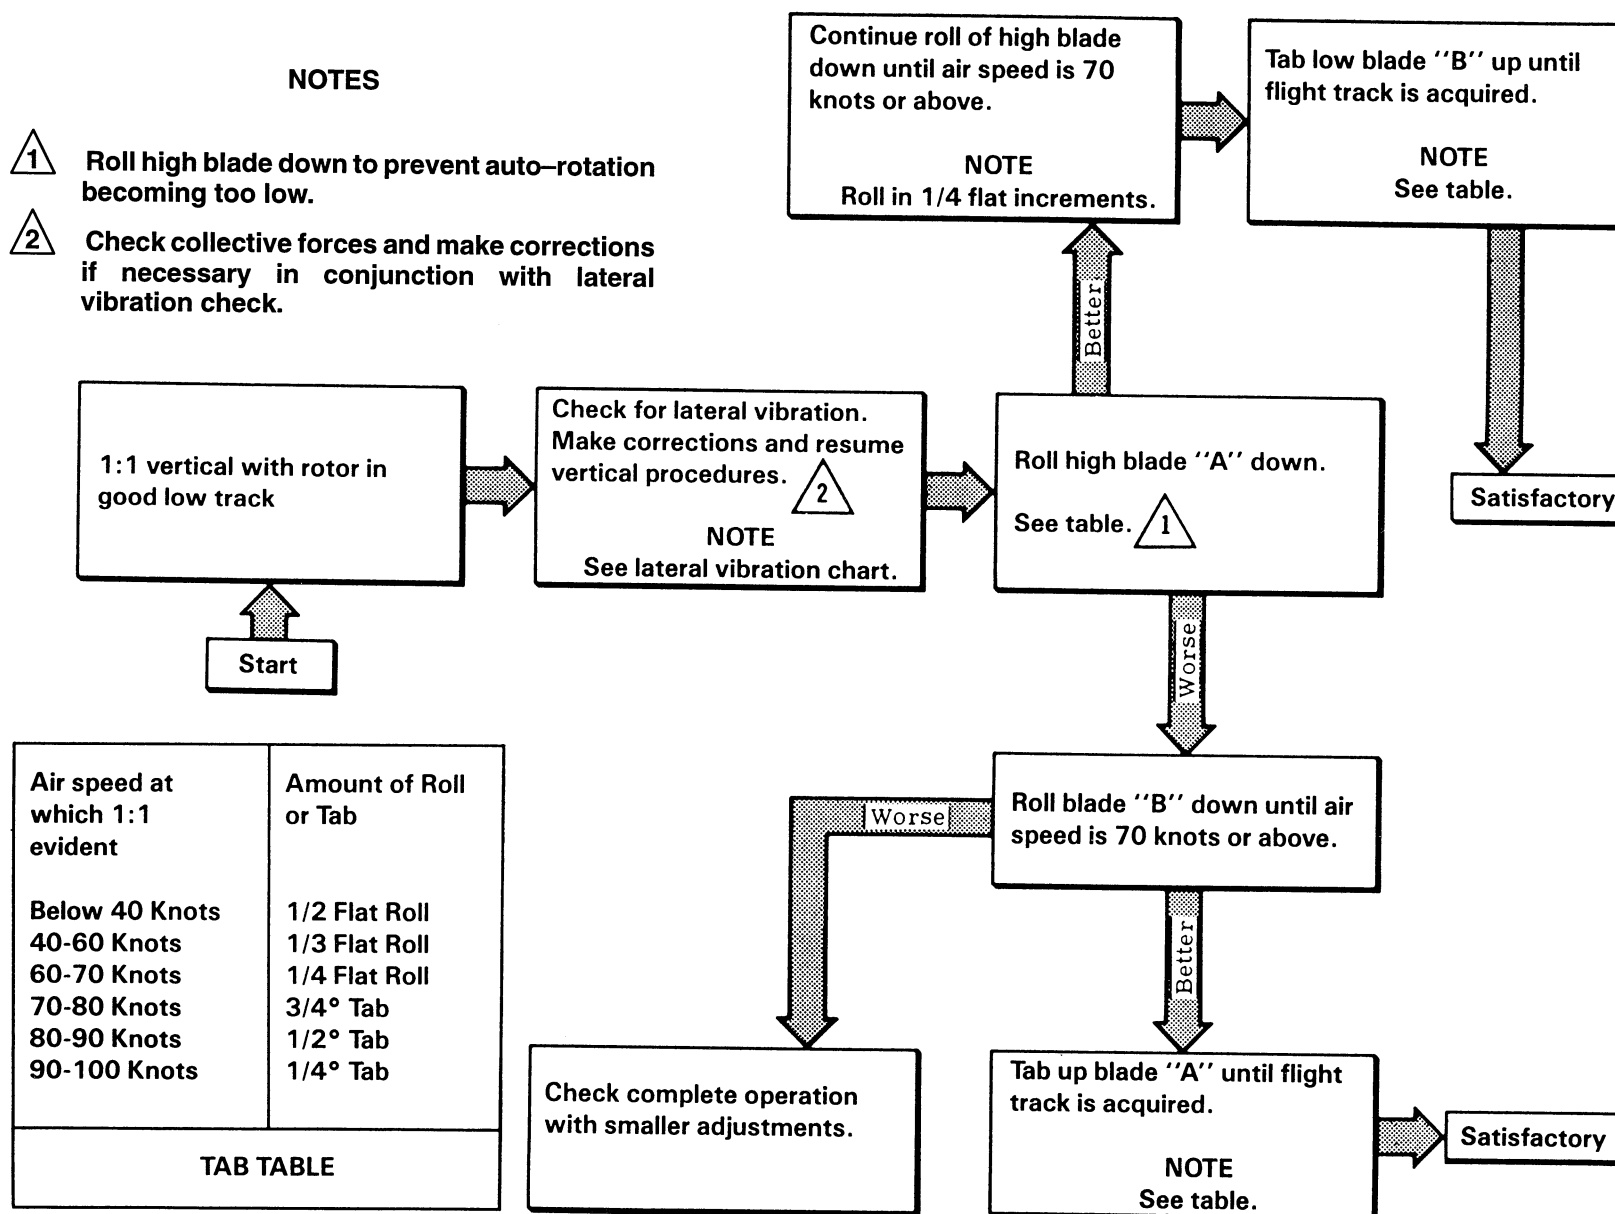 NOTES
1 Roll high blade down to prevent auto–rotation
becoming too low.
2 Check collective forces and make corrections
if necessary in conjunction with lateral
vibration check.
Continue roll of high blade
down until air speed is 70
knots or above.
NOTE
Roll in 1/4 flat increments.
Tab low blade "B" up until
flight track is acquired.
NOTE
See table.
Better
Satisfactory
1:1 vertical with rotor in
good low track
Check for lateral vibration.
Make corrections and resume
vertical procedures. 2
NOTE
See lateral vibration chart.
Roll high blade "A" down.
See table. 1
Start
Worse
Roll blade "B" down until air
speed is 70 knots or above.
Worse
Better
Check complete operation
with smaller adjustments.
Tab up blade "A" until flight
track is acquired.
NOTE
See table.
Satisfactory
Air speed at
which 1:1
evident
Amount of Roll
or Tab
Below 40 Knots 1/2 Flat Roll
40-60 Knots 1/3 Flat Roll
60-70 Knots 1/4 Flat Roll
70-80 Knots 3/4° Tab
80-90 Knots 1/2° Tab
90-100 Knots 1/4° Tab
TAB TABLE